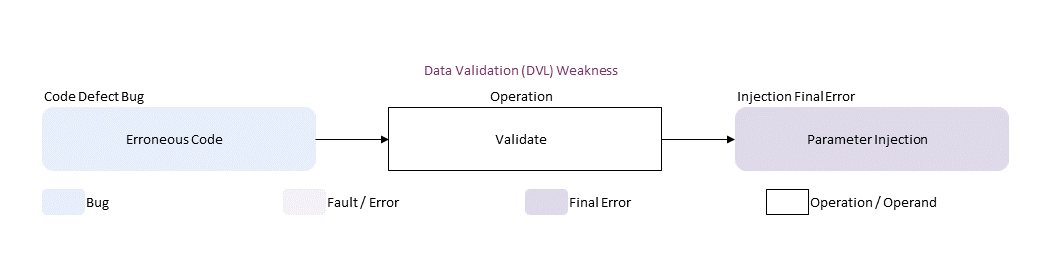 Data Validation (DVL) Weakness
Code Defect Bug
Operation
Injection Final Error
Erroneous Code
Validate
Parameter Injection
Bug
Fault / Error
Final Error
Operation / Operand